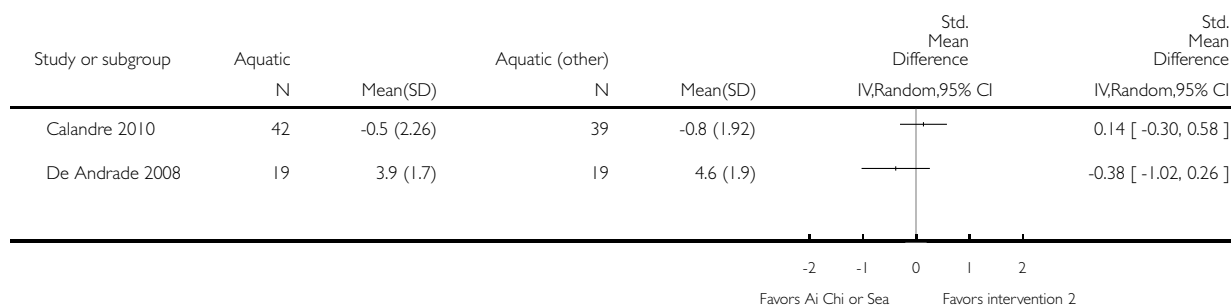 Std. Std.
Mean Mean
Study or subgroup Aquatic Aquatic (other) Difference Difference
N Mean(SD) N Mean(SD) IV,Random,95% CI IV,Random,95% CI
Calandre 2010 42 -0.5 (2.26) 39 -0.8 (1.92) 0.14 [ -0.30, 0.58 ]
De Andrade 2008 19 3.9 (1.7) 19 4.6 (1.9) -0.38 [ -1.02, 0.26 ]
-2 -1 0 1 2
Favors Ai Chi or Sea Favors intervention 2